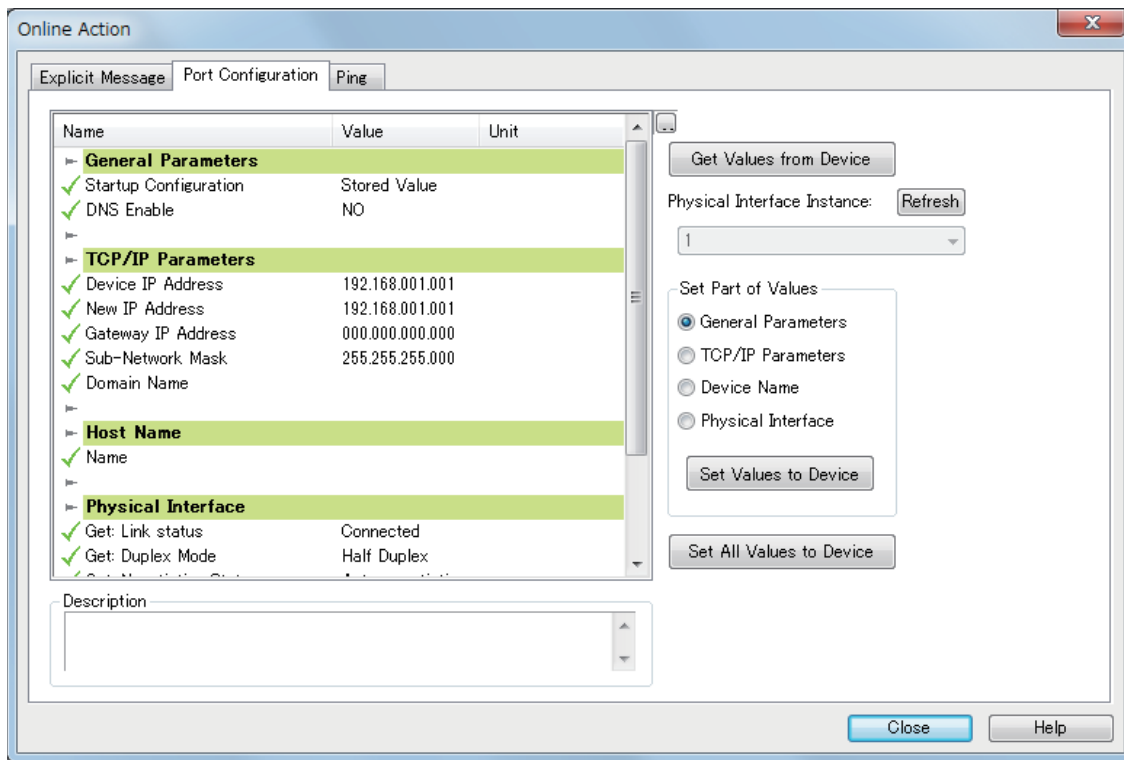 Online Action
Explicit Message Port Configuration Ping
Name Value Unit
General Parameters
Startup Configuration Stored Value
DNS Enable NO
TCP/IP Parameters
Device IP Address 192.168.001.001
New IP Address 192.168.001.001
Gateway IP Address 000.000.000.000
Sub-Network Mask 255.255.255.000
Domain Name
Host Name
Name
Physical Interface
Get: Link status Connected
Get: Duplex Mode Half Duplex
Description
..
Get Values from Device
Physical Interface Instance: Refresh
1
Set Part of Values
General Parameters
TCP/IP Parameters
Device Name
Physical Interface
Set Values to Device
Set All Values to Device
Close Help